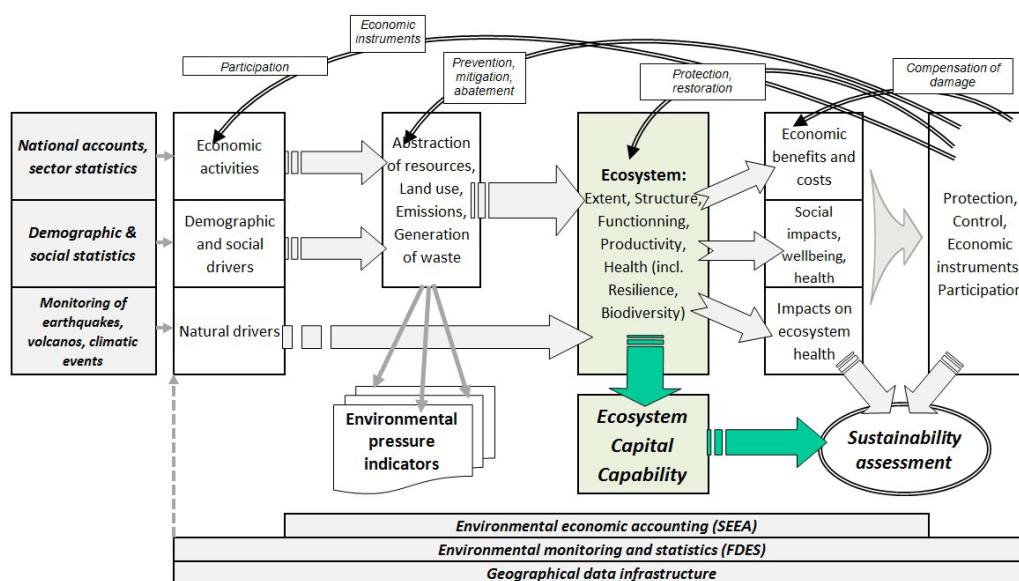 Economic
instruments
Participation
Prevention,
mitigation,
abatement
Protection,
restoration
Compensation of
damage
National accounts,
sector statistics
Demographic &
social statistics
Monitoring of
earthquakes,
volcanos, climatic
events
Economic
activities
Demographic
and social
drivers
Natural drivers
Abstraction
of resources,
Land use,
Emissions,
Generation
of waste
Environmental
pressure
indicators
Ecosystem:
Extent, Structure,
Functionning,
Productivity,
Health (incl.
Resilience,
Biodiversity)
Ecosystem
Capital
Capability
Economic
benefits and
costs
Social
impacts,
wellbeing,
health
Impacts on
ecosystem
health
Protection,
Control,
Economic
instruments,
Participation
Sustainability
assessment
Environmental economic accounting (SEEA)
Environmental monitoring and statistics (FDES)
Geographical data infrastructure